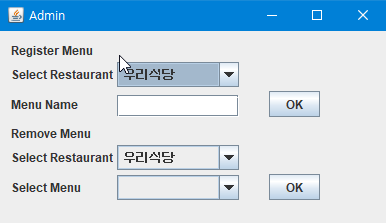 Admin
Register Menu
Select Restaurant 우리식당
Menu Name OK
Remove Menu
Select Restaurant 우리식당
Select Menu OK